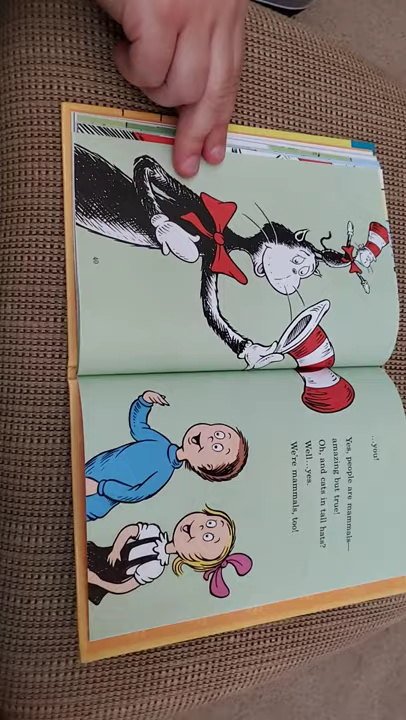 40
...you!
Yes, people are mammals—
amazing but true!
Oh, and cats in tall hats?
Well...yes.
We're mammals, too!